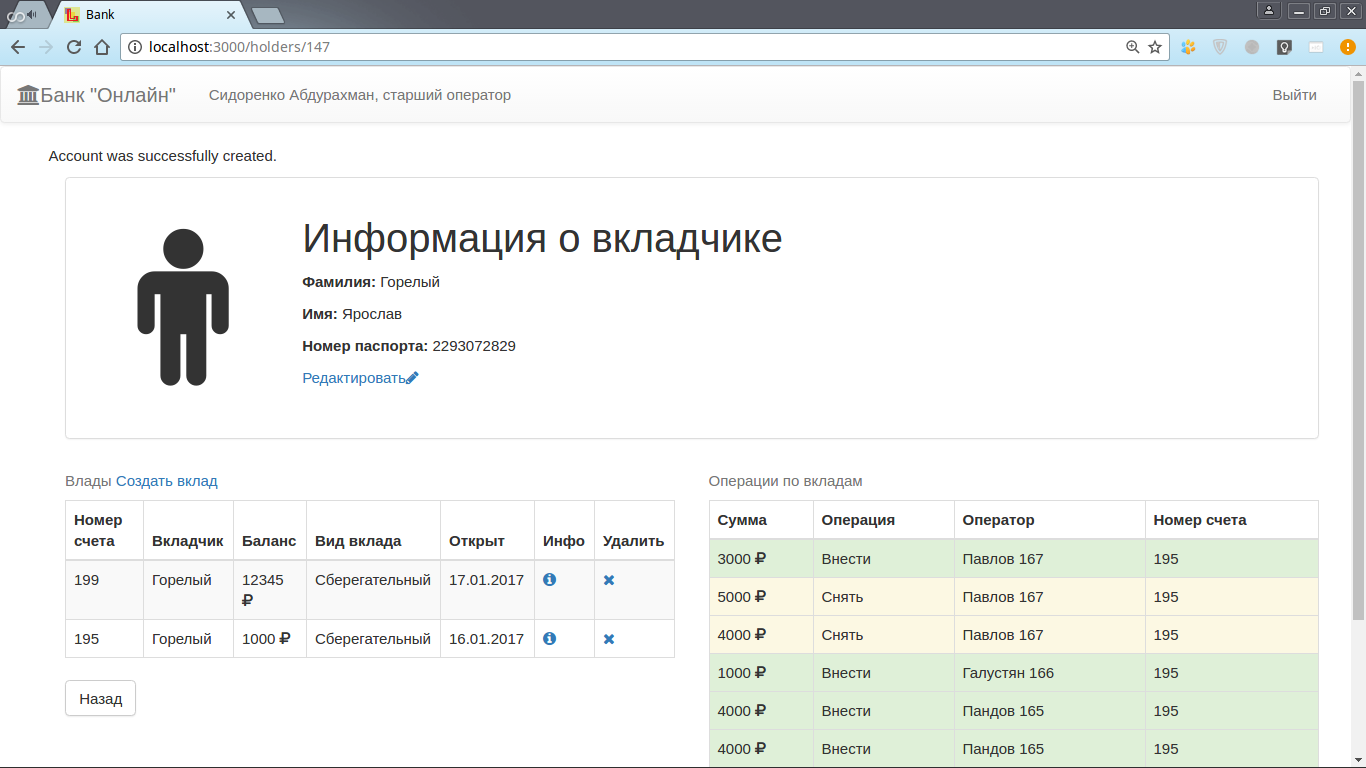 Bank
localhost:3000/holders/147
Банк "Онлайн" Сидоренко Абдурахман, старший оператор Выйти
Account was successfully created.
Информация о вкладчике
Фамилия: Горелый
Имя: Ярослав
Номер паспорта: 2293072829
Редактировать
Влады Создать вклад
Номер счета Вкладчик Баланс Вид вклада Открыт Инфо Удалить
199 Горелый 12345 ₽ Сберегательный 17.01.2017
195 Горелый 1000 ₽ Сберегательный 16.01.2017
Назад
Операции по вкладам
Сумма Операция Оператор Номер счета
3000 ₽ Внести Павлов 167 195
5000 ₽ Снять Павлов 167 195
4000 ₽ Снять Павлов 167 195
1000 ₽ Внести Галустян 166 195
4000 ₽ Внести Пандов 165 195
4000 ₽ Внести Пандов 165 195